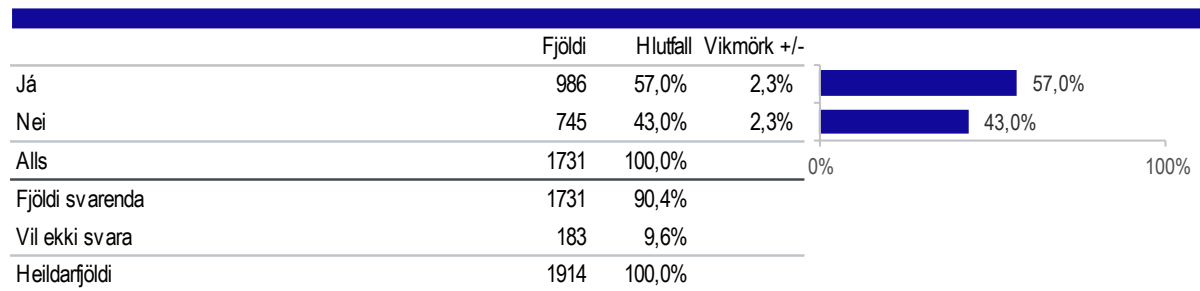 Fjöldi Hlutfall Vikmörk +/-
Já 986 57,0% 2,3% 57,0%
Nei 745 43,0% 2,3% 43,0%
Alls 1731 100,0%
0% 100%
Fjöldi svarenda 1731 90,4%
Vil ekki svara 183 9,6%
Heildarfjöldi 1914 100,0%